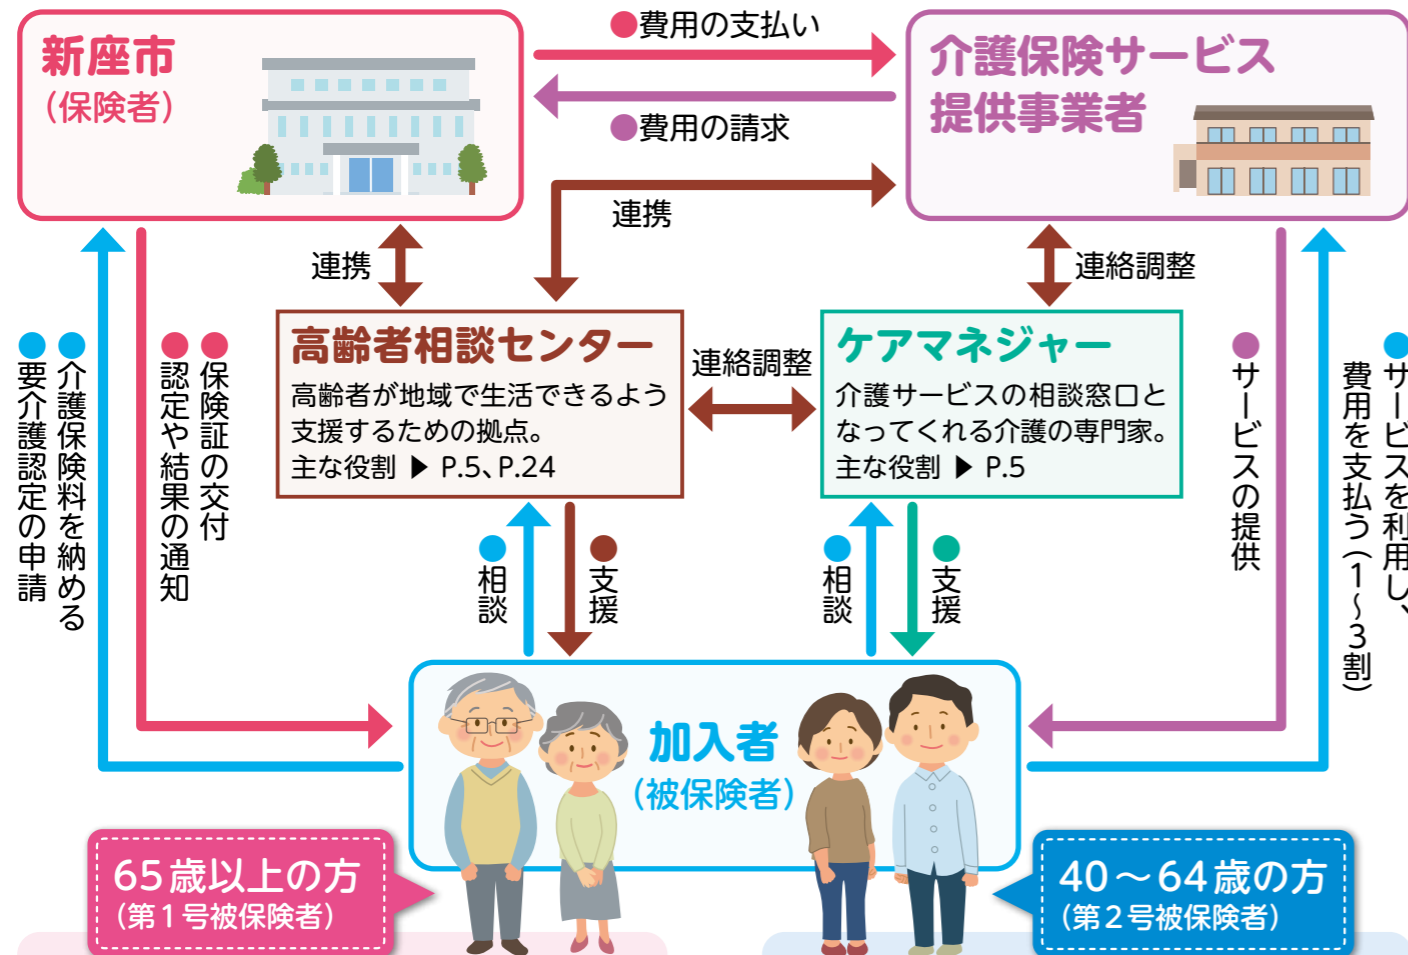 新座市
（保険者）
●費用の支払い
●費用の請求
介護保険サービス
提供事業者
連携
連携
連絡調整
高齢者相談センター
高齢者が地域で生活できるよう
支援するための拠点。
主な役割 ▶ P.5、P.24
連絡調整
ケアマネジャー
介護サービスの相談窓口と
なってくれる介護の専門家。
主な役割 ▶ P.5
●介護保険料を納める
●要介護認定の申請
●保険証の交付
●認定や結果の通知
●相談
●支援
●相談
●支援
●サービスの提供
●サービスを利用し、
費用を支払う（1～3割）
加入者
（被保険者）
65歳以上の方
（第1号被保険者）
40～64歳の方
（第2号被保険者）